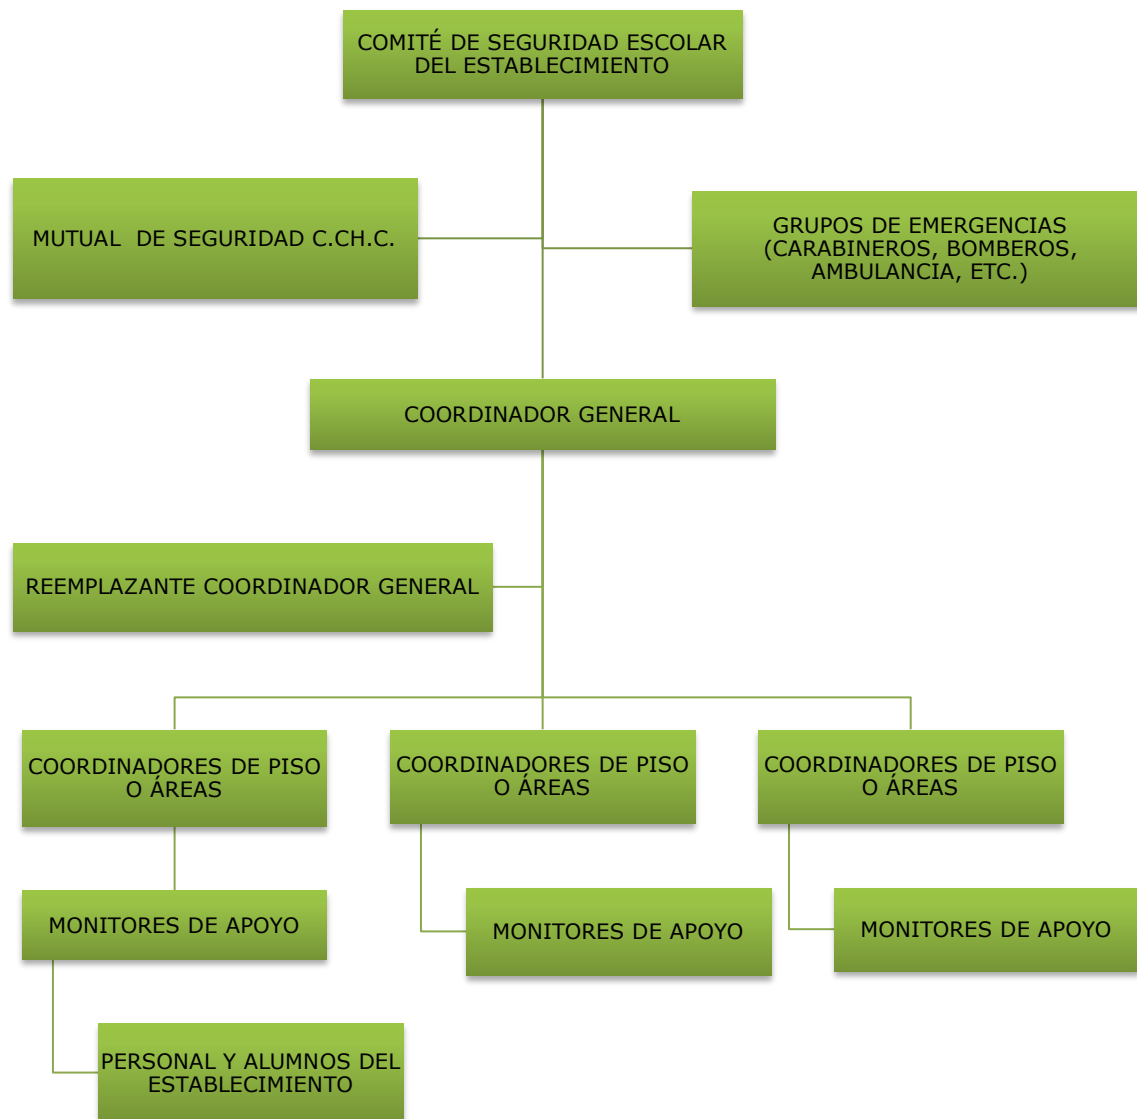 COMITÉ DE SEGURIDAD ESCOLAR
DEL ESTABLECIMIENTO
MUTUAL  DE SEGURIDAD C.CH.C.
GRUPOS DE EMERGENCIAS
(CARABINEROS, BOMBEROS,
AMBULANCIA, ETC.)
COORDINADOR GENERAL
REEMPLAZANTE COORDINADOR GENERAL
COORDINADORES DE PISO
O ÁREAS
COORDINADORES DE PISO
O ÁREAS
COORDINADORES DE PISO
O ÁREAS
MONITORES DE APOYO
MONITORES DE APOYO
MONITORES DE APOYO
PERSONAL Y ALUMNOS DEL
ESTABLECIMIENTO